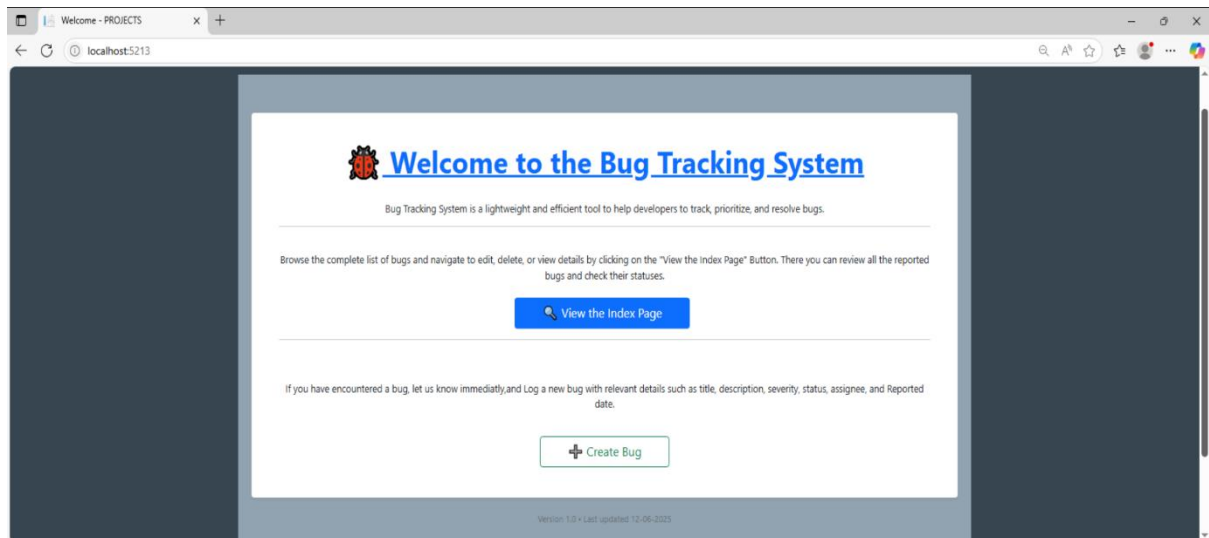 Welcome - PROJECTS
localhost:5213
Welcome to the Bug Tracking System
Bug Tracking System is a lightweight and efficient tool to help developers to track, prioritize, and resolve bugs.
Browse the complete list of bugs and navigate to edit, delete, or view details by clicking on the "View the Index Page" Button. There you can review all the reported
bugs and check their statuses.
View the Index Page
If you have encountered a bug, let us know immediatly,and Log a new bug with relevant details such as title, description, severity, status, assignee, and Reported
date.
Create Bug
Version 1.0 • Last updated 12-06-2025